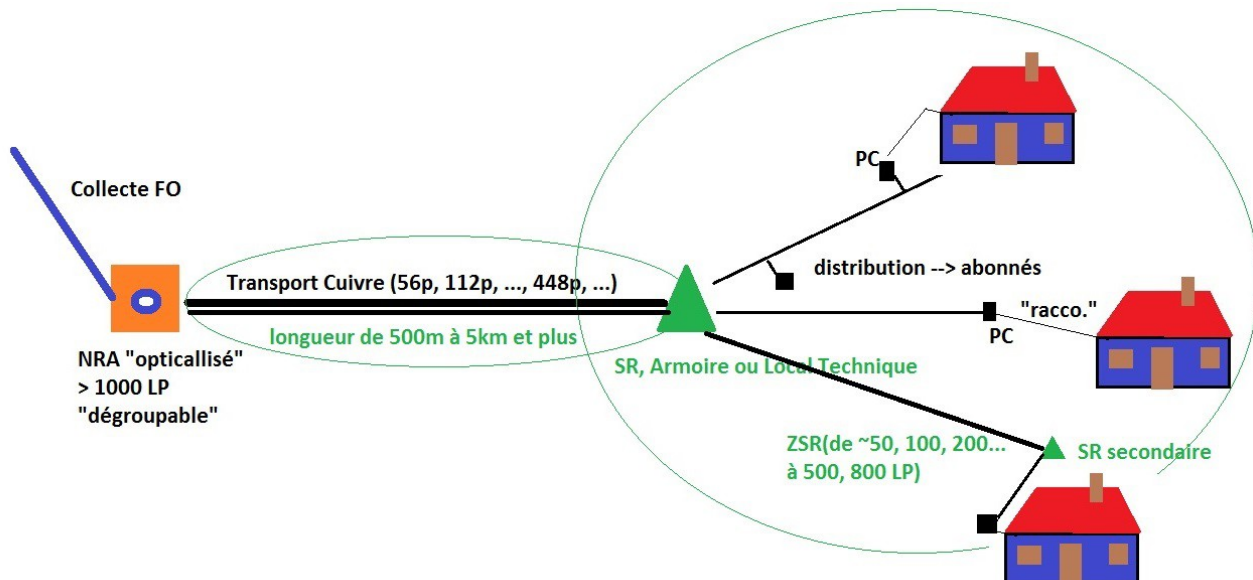 Collecte FO
NRA "opticallisé"
> 1000 LP
"dégroupable"
Transport Cuivre (56p, 112p, ..., 448p, ...)
longueur de 500m à 5km et plus
SR, Armoire ou Local Technique
PC
distribution --> abonnés
"racco."
PC
ZSR(de ~50, 100, 200...
à 500, 800 LP)
SR secondaire